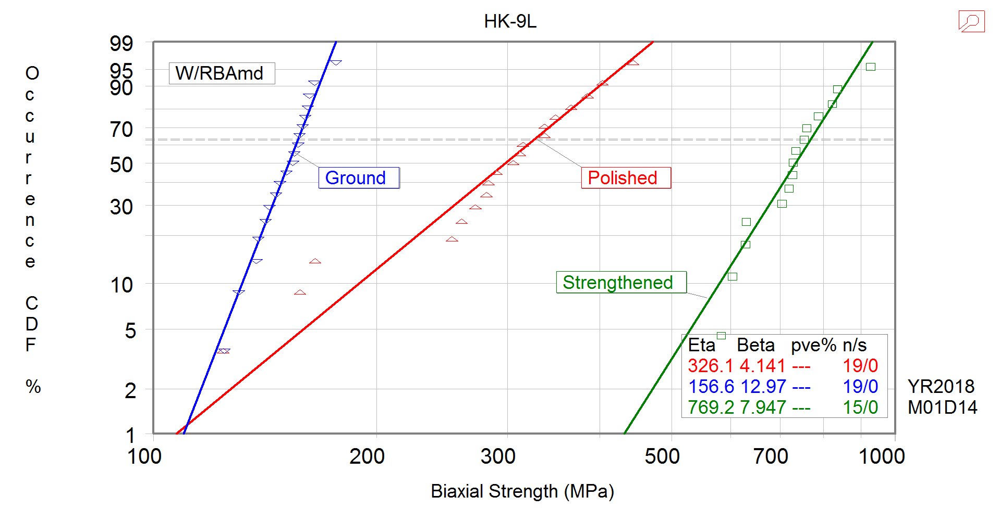 HK-9L
99
95
90
70
50
30
10
5
2
1
Occurrence CDF %
W/RBAmd
Ground
Polished
Strengthened
Eta Beta pve% n/s
326.1 4.141 --- 19/0
156.6 12.97 --- 19/0
769.2 7.947 --- 15/0
YR2018
M01D14
100 200 300 500 700 1000
Biaxial Strength (MPa)